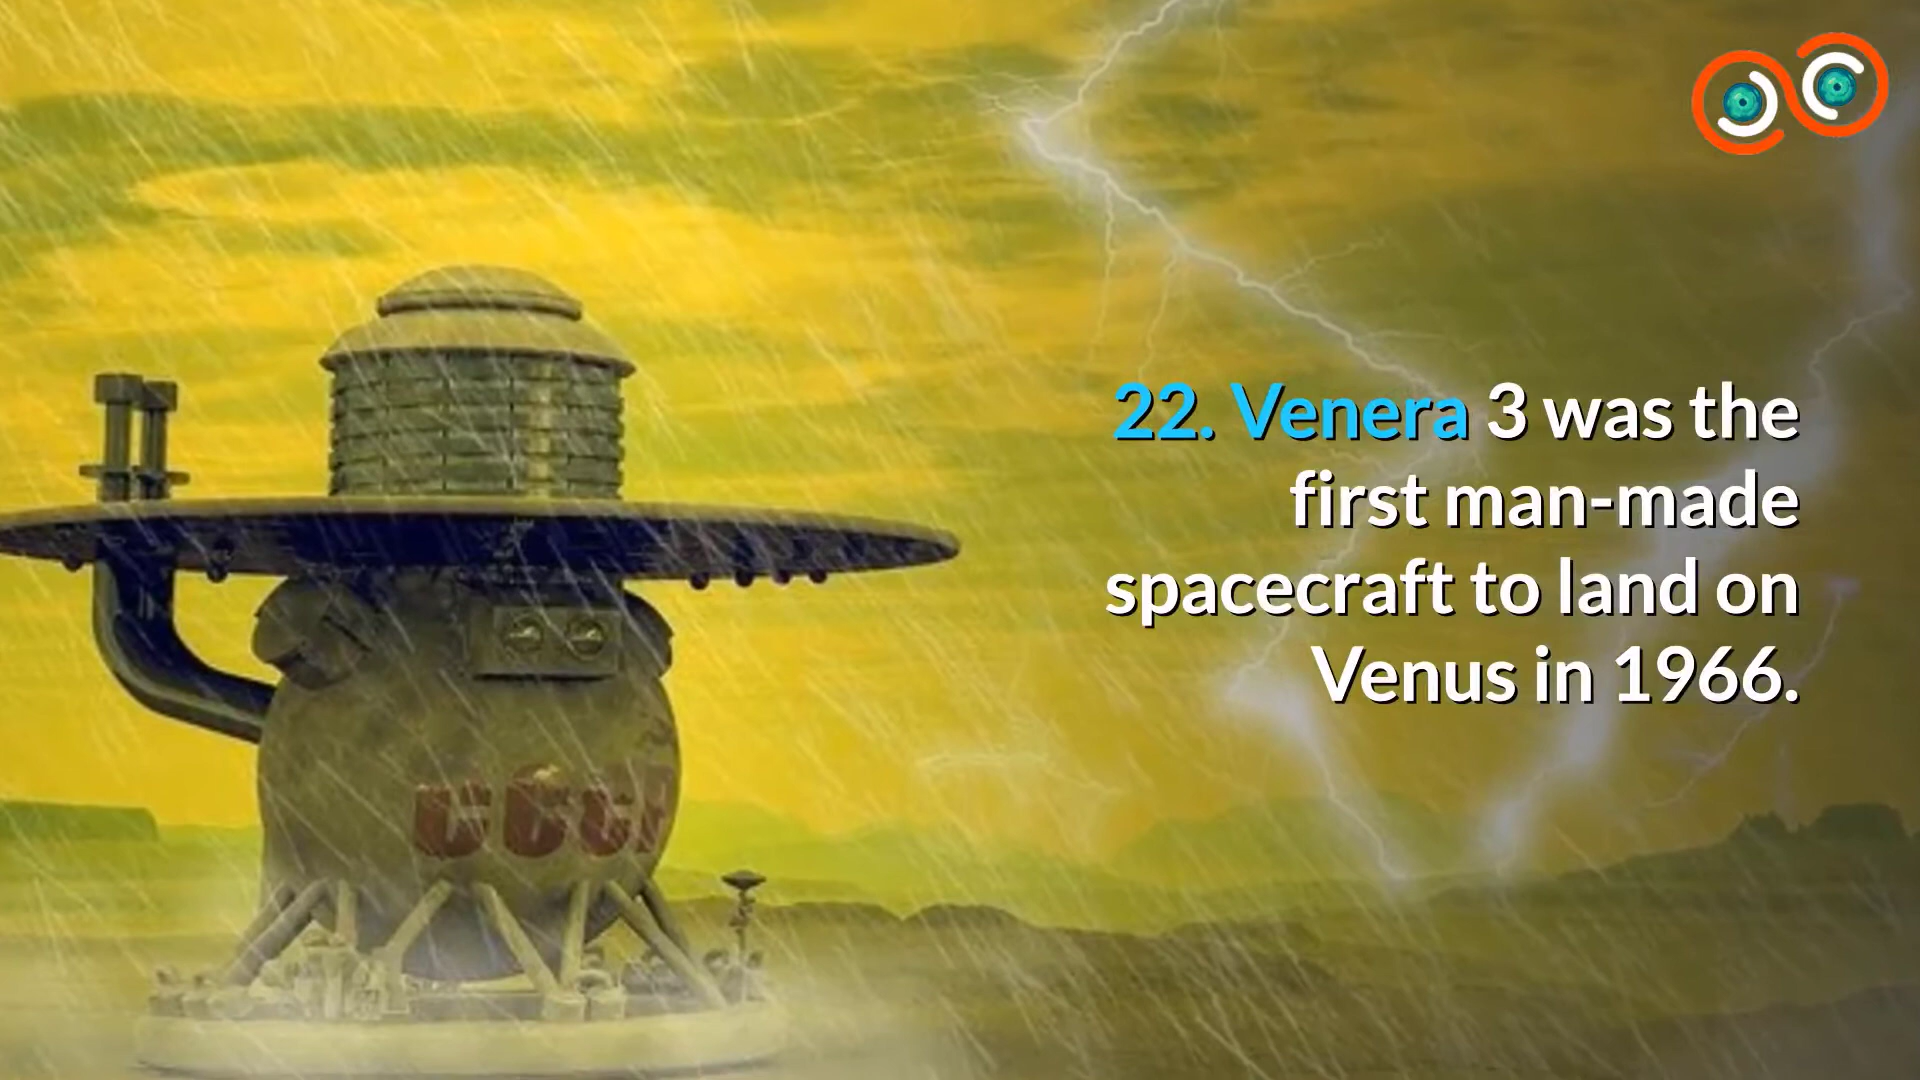 22. Venera 3 was the
first man-made
spacecraft to land on
Venus in 1966.